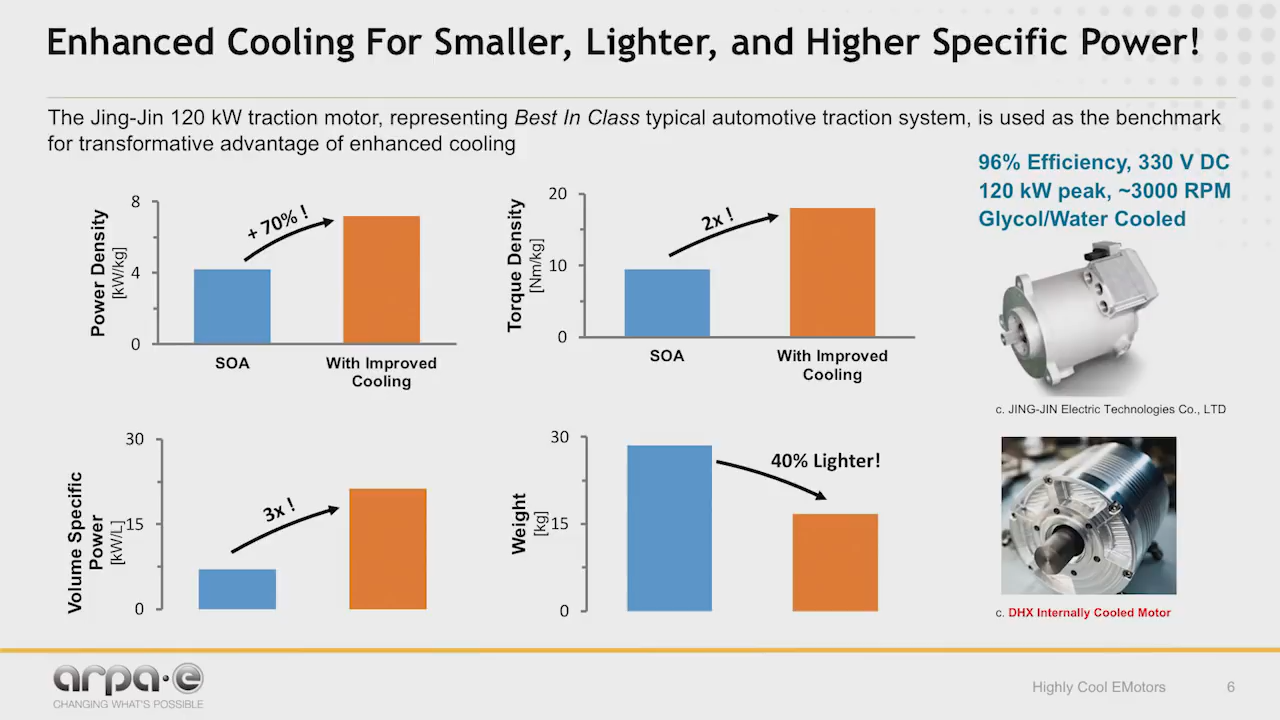 Enhanced Cooling For Smaller, Lighter, and Higher Specific Power!
The Jing-Jin 120 kW traction motor, representing Best In Class typical automotive traction system, is used as the benchmark
for transformative advantage of enhanced cooling
96% Efficiency, 330 V DC
120 kW peak, ~3000 RPM
Glycol/Water Cooled
Power Density
[kW/kg]
8
4
0
+ 70% !
SOA
With Improved
Cooling
Torque Density
[Nm/kg]
20
10
0
2x !
SOA
With Improved
Cooling
c. JING-JIN Electric Technologies Co., LTD
Volume Specific
Power
[kW/L]
30
15
0
3x !
Weight
[kg]
30
15
0
40% Lighter!
c. DHX Internally Cooled Motor
arpa·e
CHANGING WHAT'S POSSIBLE
Highly Cool EMotors
6